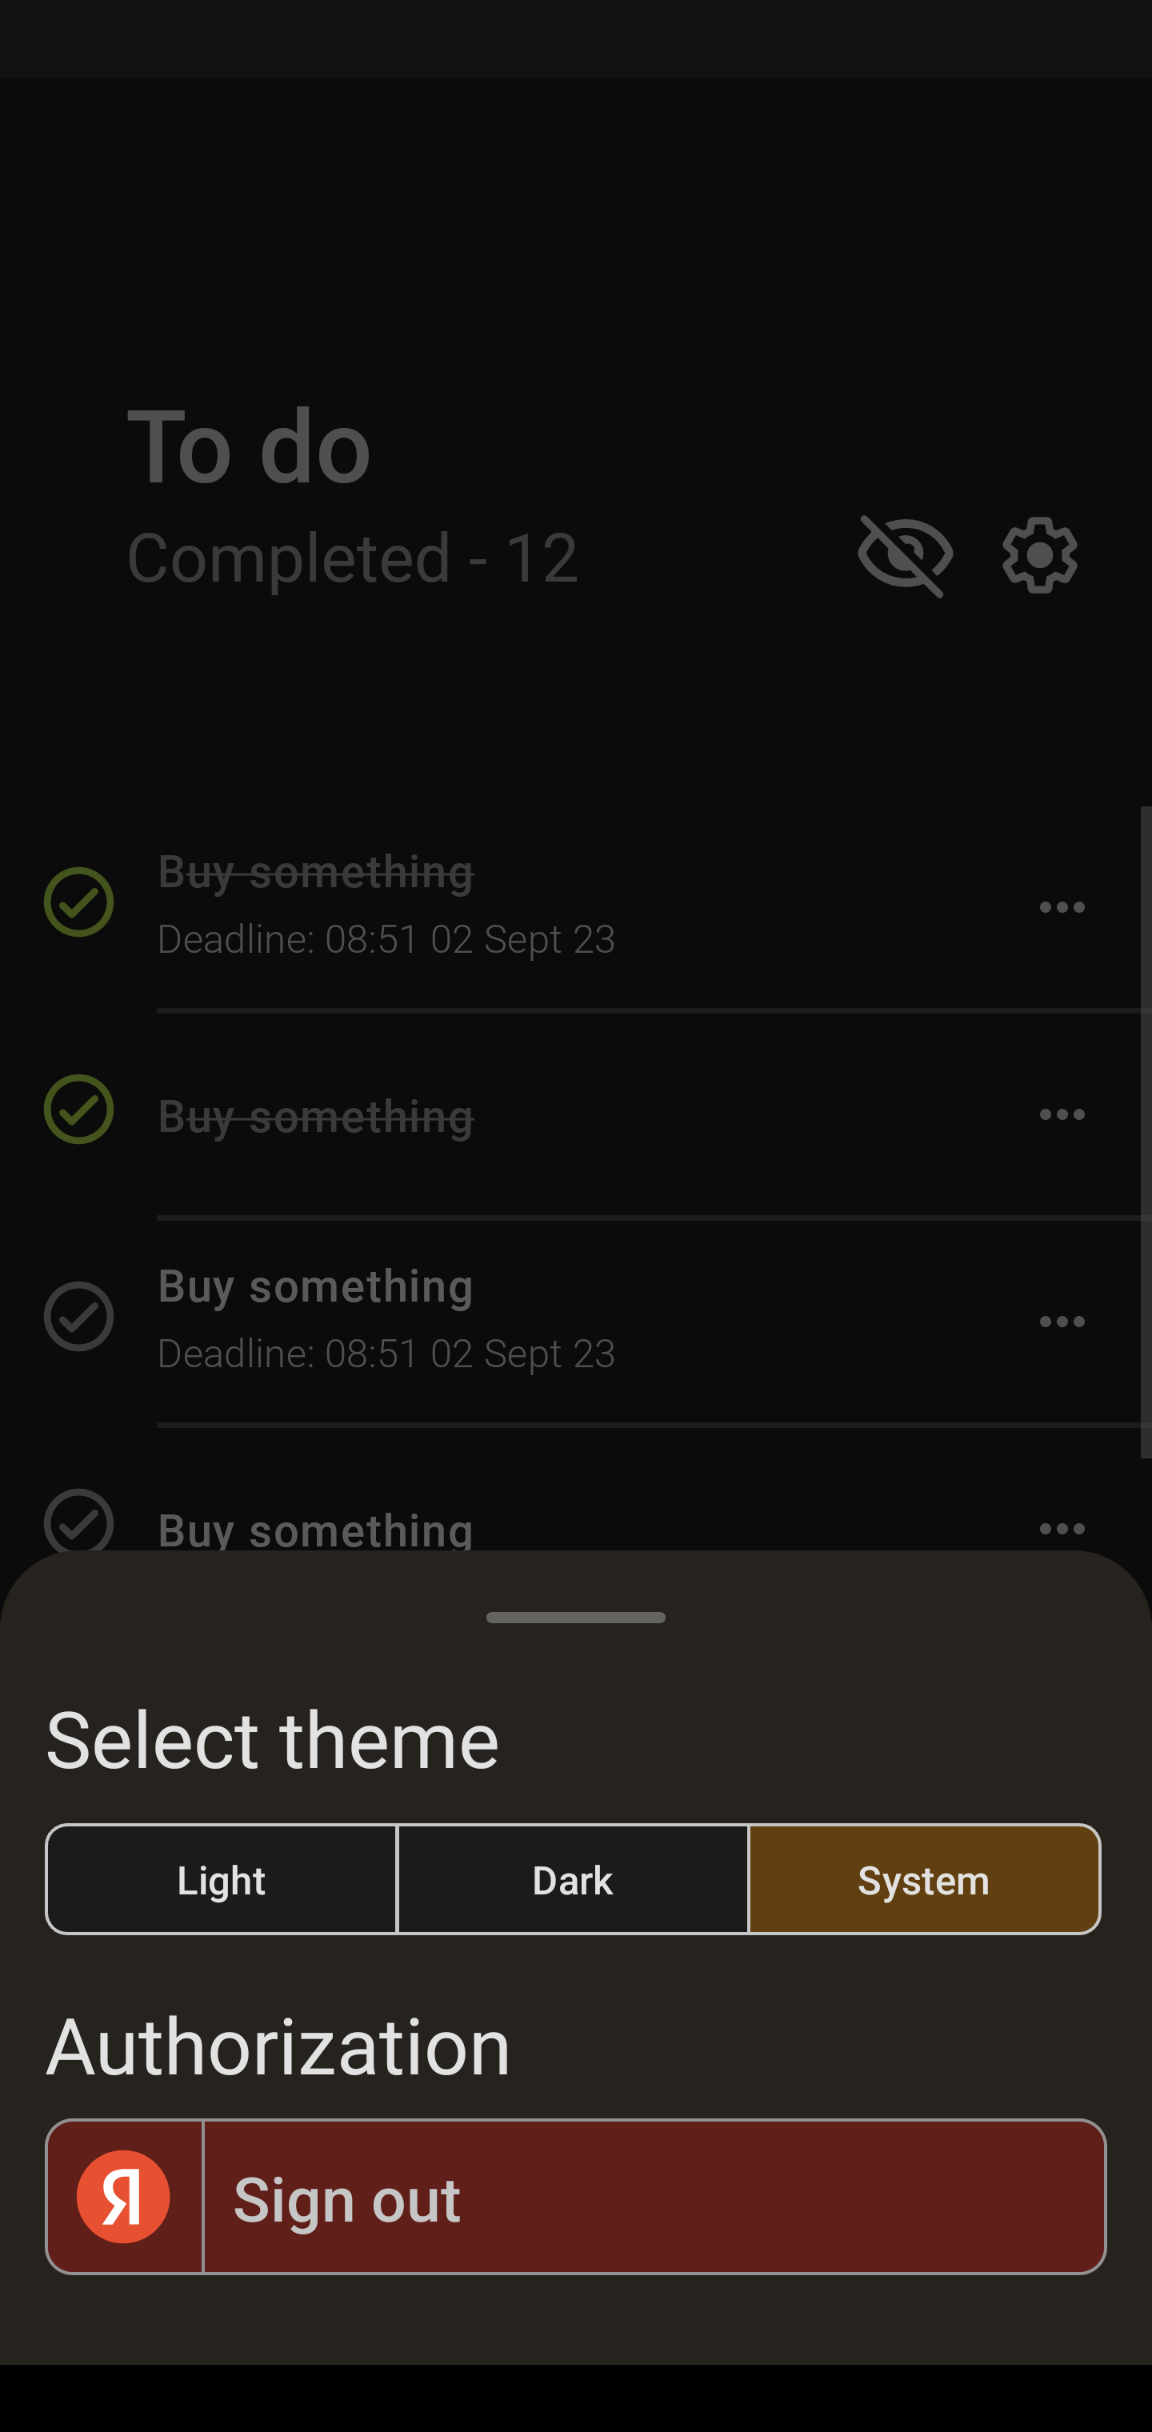 To do
Completed - 12
Buy something
Deadline: 08:51 02 Sept 23
Buy something
Buy something
Deadline: 08:51 02 Sept 23
Buy something
Select theme
Light
Dark
System
Authorization
Я
Sign out